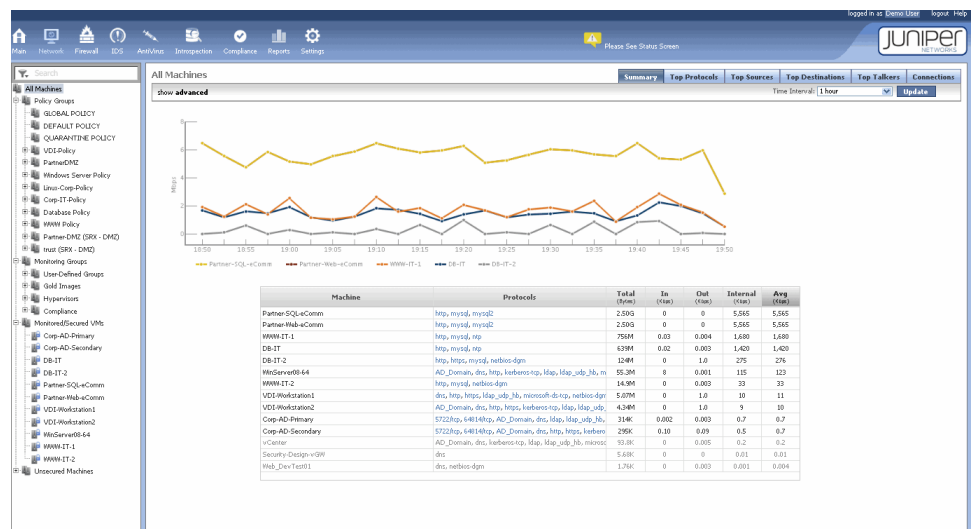 logged in as Demo User logout Help
Main Network Firewall IDS AntiVirus Introspection Compliance Reports Settings
Please See Status Screen
JUNIPER
NETWORKS
Search
All Machines
Policy Groups
GLOBAL POLICY
DEFAULT POLICY
QUARANTINE POLICY
VDI-Policy
PartnerDMZ
Windows Server Policy
Linux-Corp-Policy
Corp-IT-Policy
Database Policy
WWW Policy
Partner-DMZ (SRX - DMZ)
trust (SRX - DMZ)
Monitoring Groups
User-Defined Groups
Gold Images
Hypervisors
Compliance
Monitored/Secured VMs
Corp-AD-Primary
Corp-AD-Secondary
DB-IT
DB-IT-2
Partner-SQL-eComm
Partner-Web-eComm
VDI-Workstation1
VDI-Workstation2
WinServer08-64
WWW-IT-1
WWW-IT-2
Unsecured Machines
All Machines
Summary Top Protocols Top Sources Top Destinations Top Talkers Connections
show advanced
Time Interval: 1 hour Update
8
6
4
2
0
Mbps
18:50 18:55 19:00 19:05 19:10 19:15 19:20 19:25 19:30 19:35 19:40 19:45 19:50
Partner-SQL-eComm Partner-Web-eComm WWW-IT-1 DB-IT DB-IT-2
Machine Protocols Total (Bytes) In (Kbps) Out (Kbps) Internal (Kbps) Avg (Kbps)
Partner-SQL-eComm http, mysql, mysql2 2.50G 0 0 5,565 5,565
Partner-Web-eComm http, mysql, mysql2 2.50G 0 0 5,565 5,565
WWW-IT-1 http, mysql, ntp 756M 0.03 0.004 1,680 1,680
DB-IT http, mysql, ntp 639M 0.02 0.003 1,420 1,420
DB-IT-2 http, https, mysql, netbios-dgm 124M 0 1.0 275 276
WinServer08-64 AD_Domain, dns, http, kerberos-tcp, ldap, ldap_udp_hb, m 55.3M 8 0.001 115 123
WWW-IT-2 http, mysql, netbios-dgm 14.9M 0 0.003 33 33
VDI-Workstation1 dns, http, https, ldap_udp_hb, microsoft-ds-tcp, netbios-dgm 5.07M 0 1.0 10 11
VDI-Workstation2 AD_Domain, dns, http, https, kerberos-tcp, ldap, ldap_udp_ 4.34M 0 1.0 9 10
Corp-AD-Primary 5722/tcp, 64814/tcp, AD_Domain, dns, ldap, ldap_udp_hb, 314K 0.002 0.003 0.7 0.7
Corp-AD-Secondary 5722/tcp, 64814/tcp, AD_Domain, dns, http, https, kerbero 295K 0.10 0.09 0.5 0.7
vCenter AD_Domain, dns, kerberos-tcp, ldap, ldap_udp_hb, microsc 93.8K 0 0.005 0.2 0.2
Security-Design-vGW dns 5.68K 0 0 0.01 0.01
Web_DevTest01 dns, netbios-dgm 1.76K 0 0.003 0.001 0.004